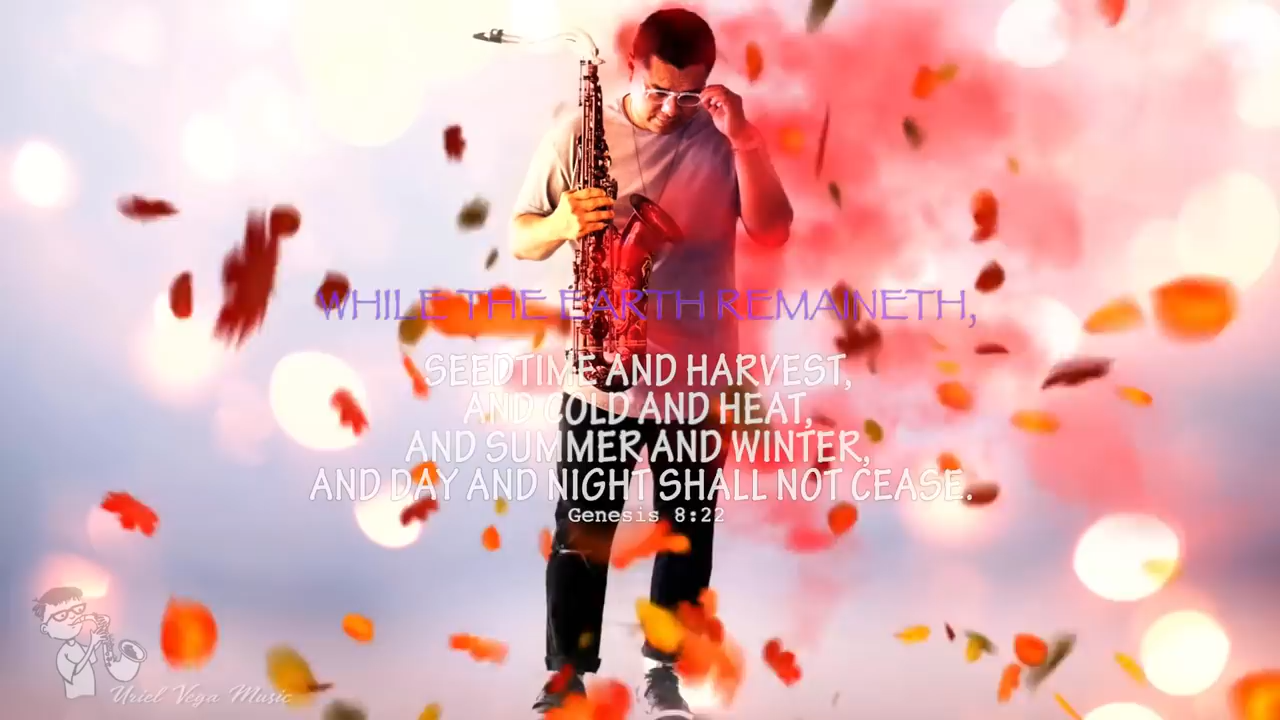 WHILE THE EARTH REMAINETH,
SEEDTIME AND HARVEST,
AND COLD AND HEAT,
AND SUMMER AND WINTER,
AND DAY AND NIGHT SHALL NOT CEASE.
Genesis 8:22
Uriel Vega Music